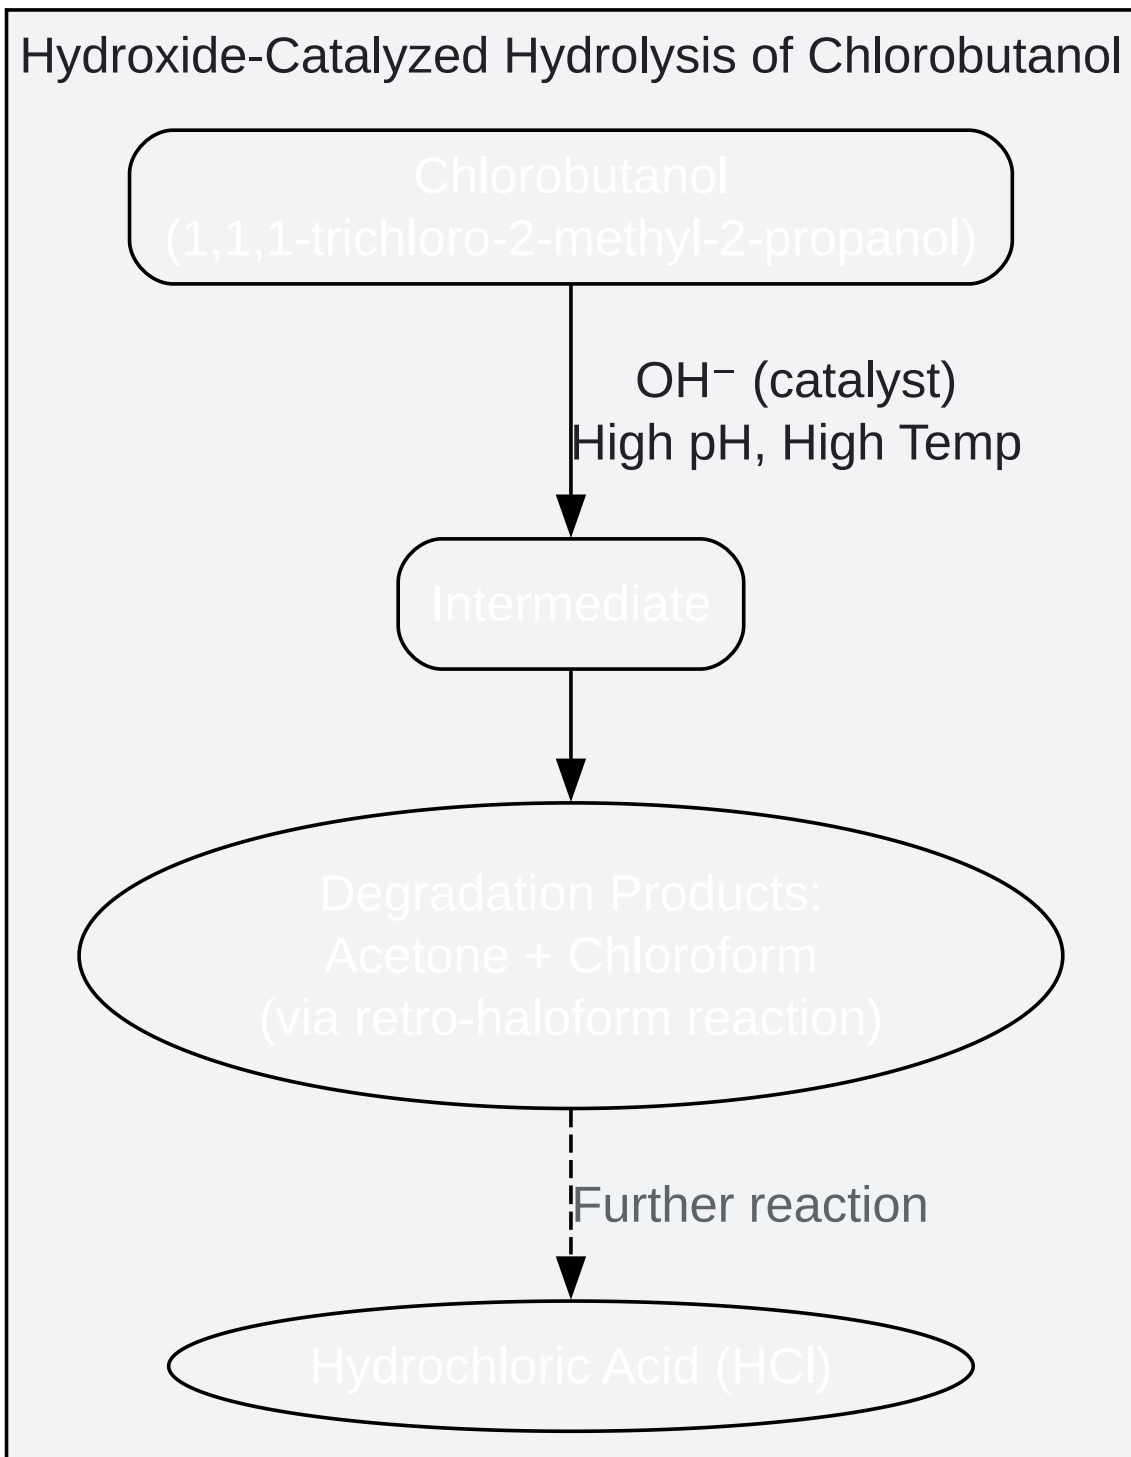 Hydroxide-Catalyzed Hydrolysis of Chlorobutanol
Chlorobutanol
(1,1,1-trichloro-2-methyl-2-propanol)
OH⁻ (catalyst)
High pH, High Temp
Intermediate
Degradation Products:
Acetone + Chloroform
(via retro-haloform reaction)
Further reaction
Hydrochloric Acid (HCl)